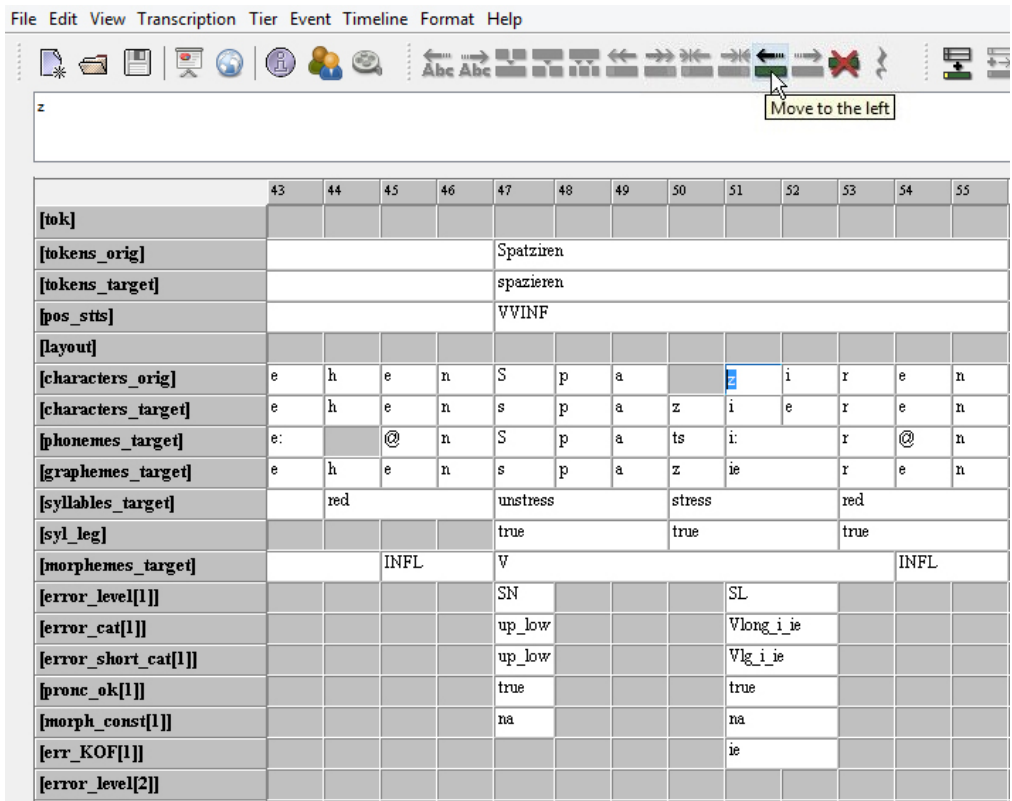 File Edit View Transcription Tier Event Timeline Format Help
Abc Abc
Move to the left
z
43 44 45 46 47 48 49 50 51 52 53 54 55
[tok]
[tokens_orig] Spatziren
[tokens_target] spazieren
[pos_stts] VVINF
[layout]
[characters_orig] e h e n S p a z i r e n
[characters_target] e h e n s p a z i e r e n
[phonemes_target] e: @ n S p a ts i: r @ n
[graphemes_target] e h e n s p a z ie r e n
[syllables_target] red unstress stress red
[syl_leg] true true true
[morphemes_target] INFL V INFL
[error_level[1]] SN SL
[error_cat[1]] up_low Vlong_i_ie
[error_short_cat[1]] up_low Vlg_i_ie
[pronc_ok[1]] true true
[morph_const[1]] na na
[err_KOF[1]] ie
[error_level[2]]